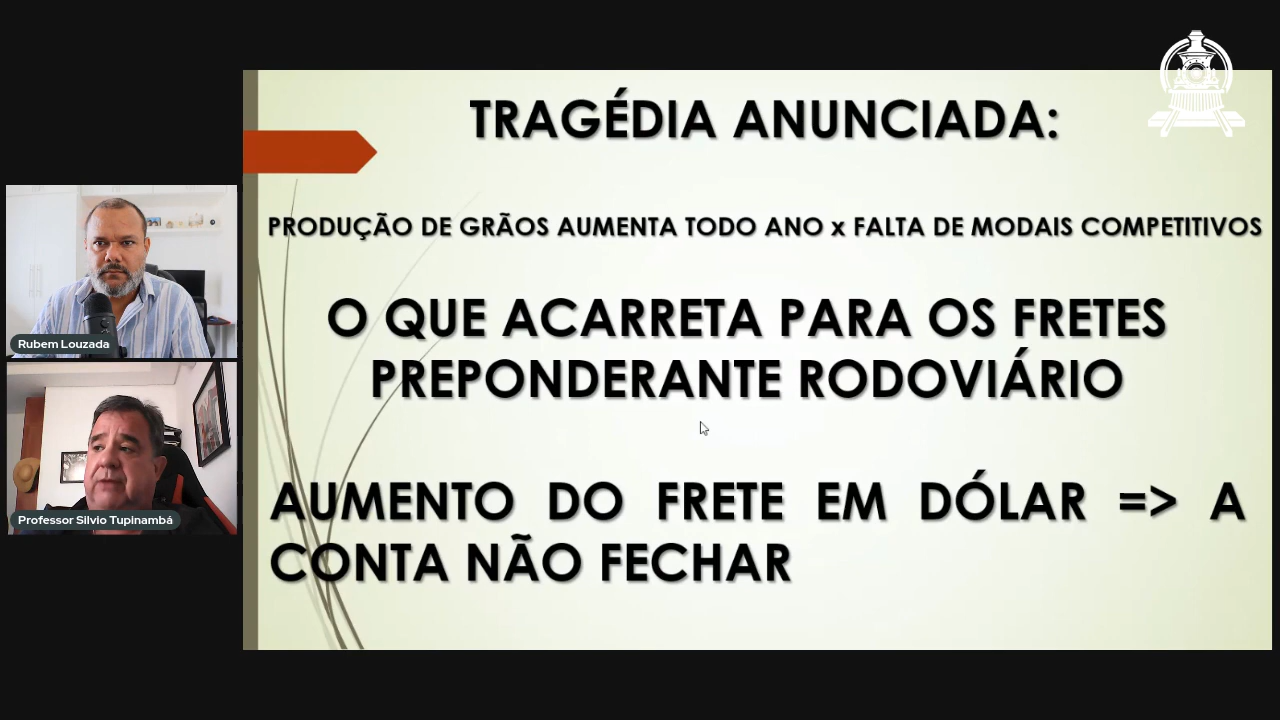 TRAGÉDIA ANUNCIADA:
PRODUÇÃO DE GRÃOS AUMENTA TODO ANO x FALTA DE MODAIS COMPETITIVOS
O QUE ACARRETA PARA OS FRETES
PREPONDERANTE RODOVIÁRIO
AUMENTO DO FRETE EM DÓLAR => A
CONTA NÃO FECHAR
Rubem Louzada
Professor Silvio Tupinambá